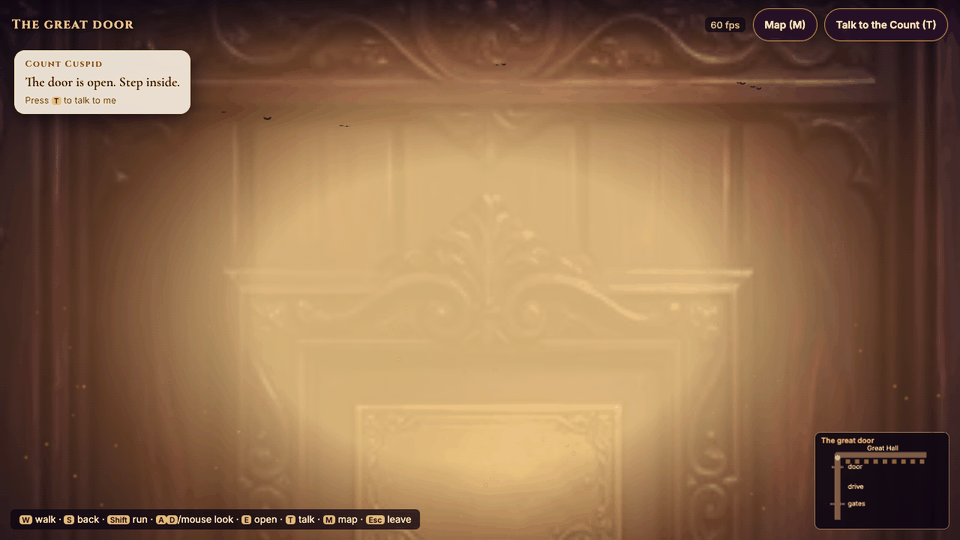 The great door
60 fps
Map (M)
Talk to the Count (T)
Count Cuspid
The door is open. Step inside.
Press T to talk to me
The great door
Great Hall
door
drive
gates
W walk · S back · Shift run · A D/mouse look · E open · T talk · M map · Esc leave